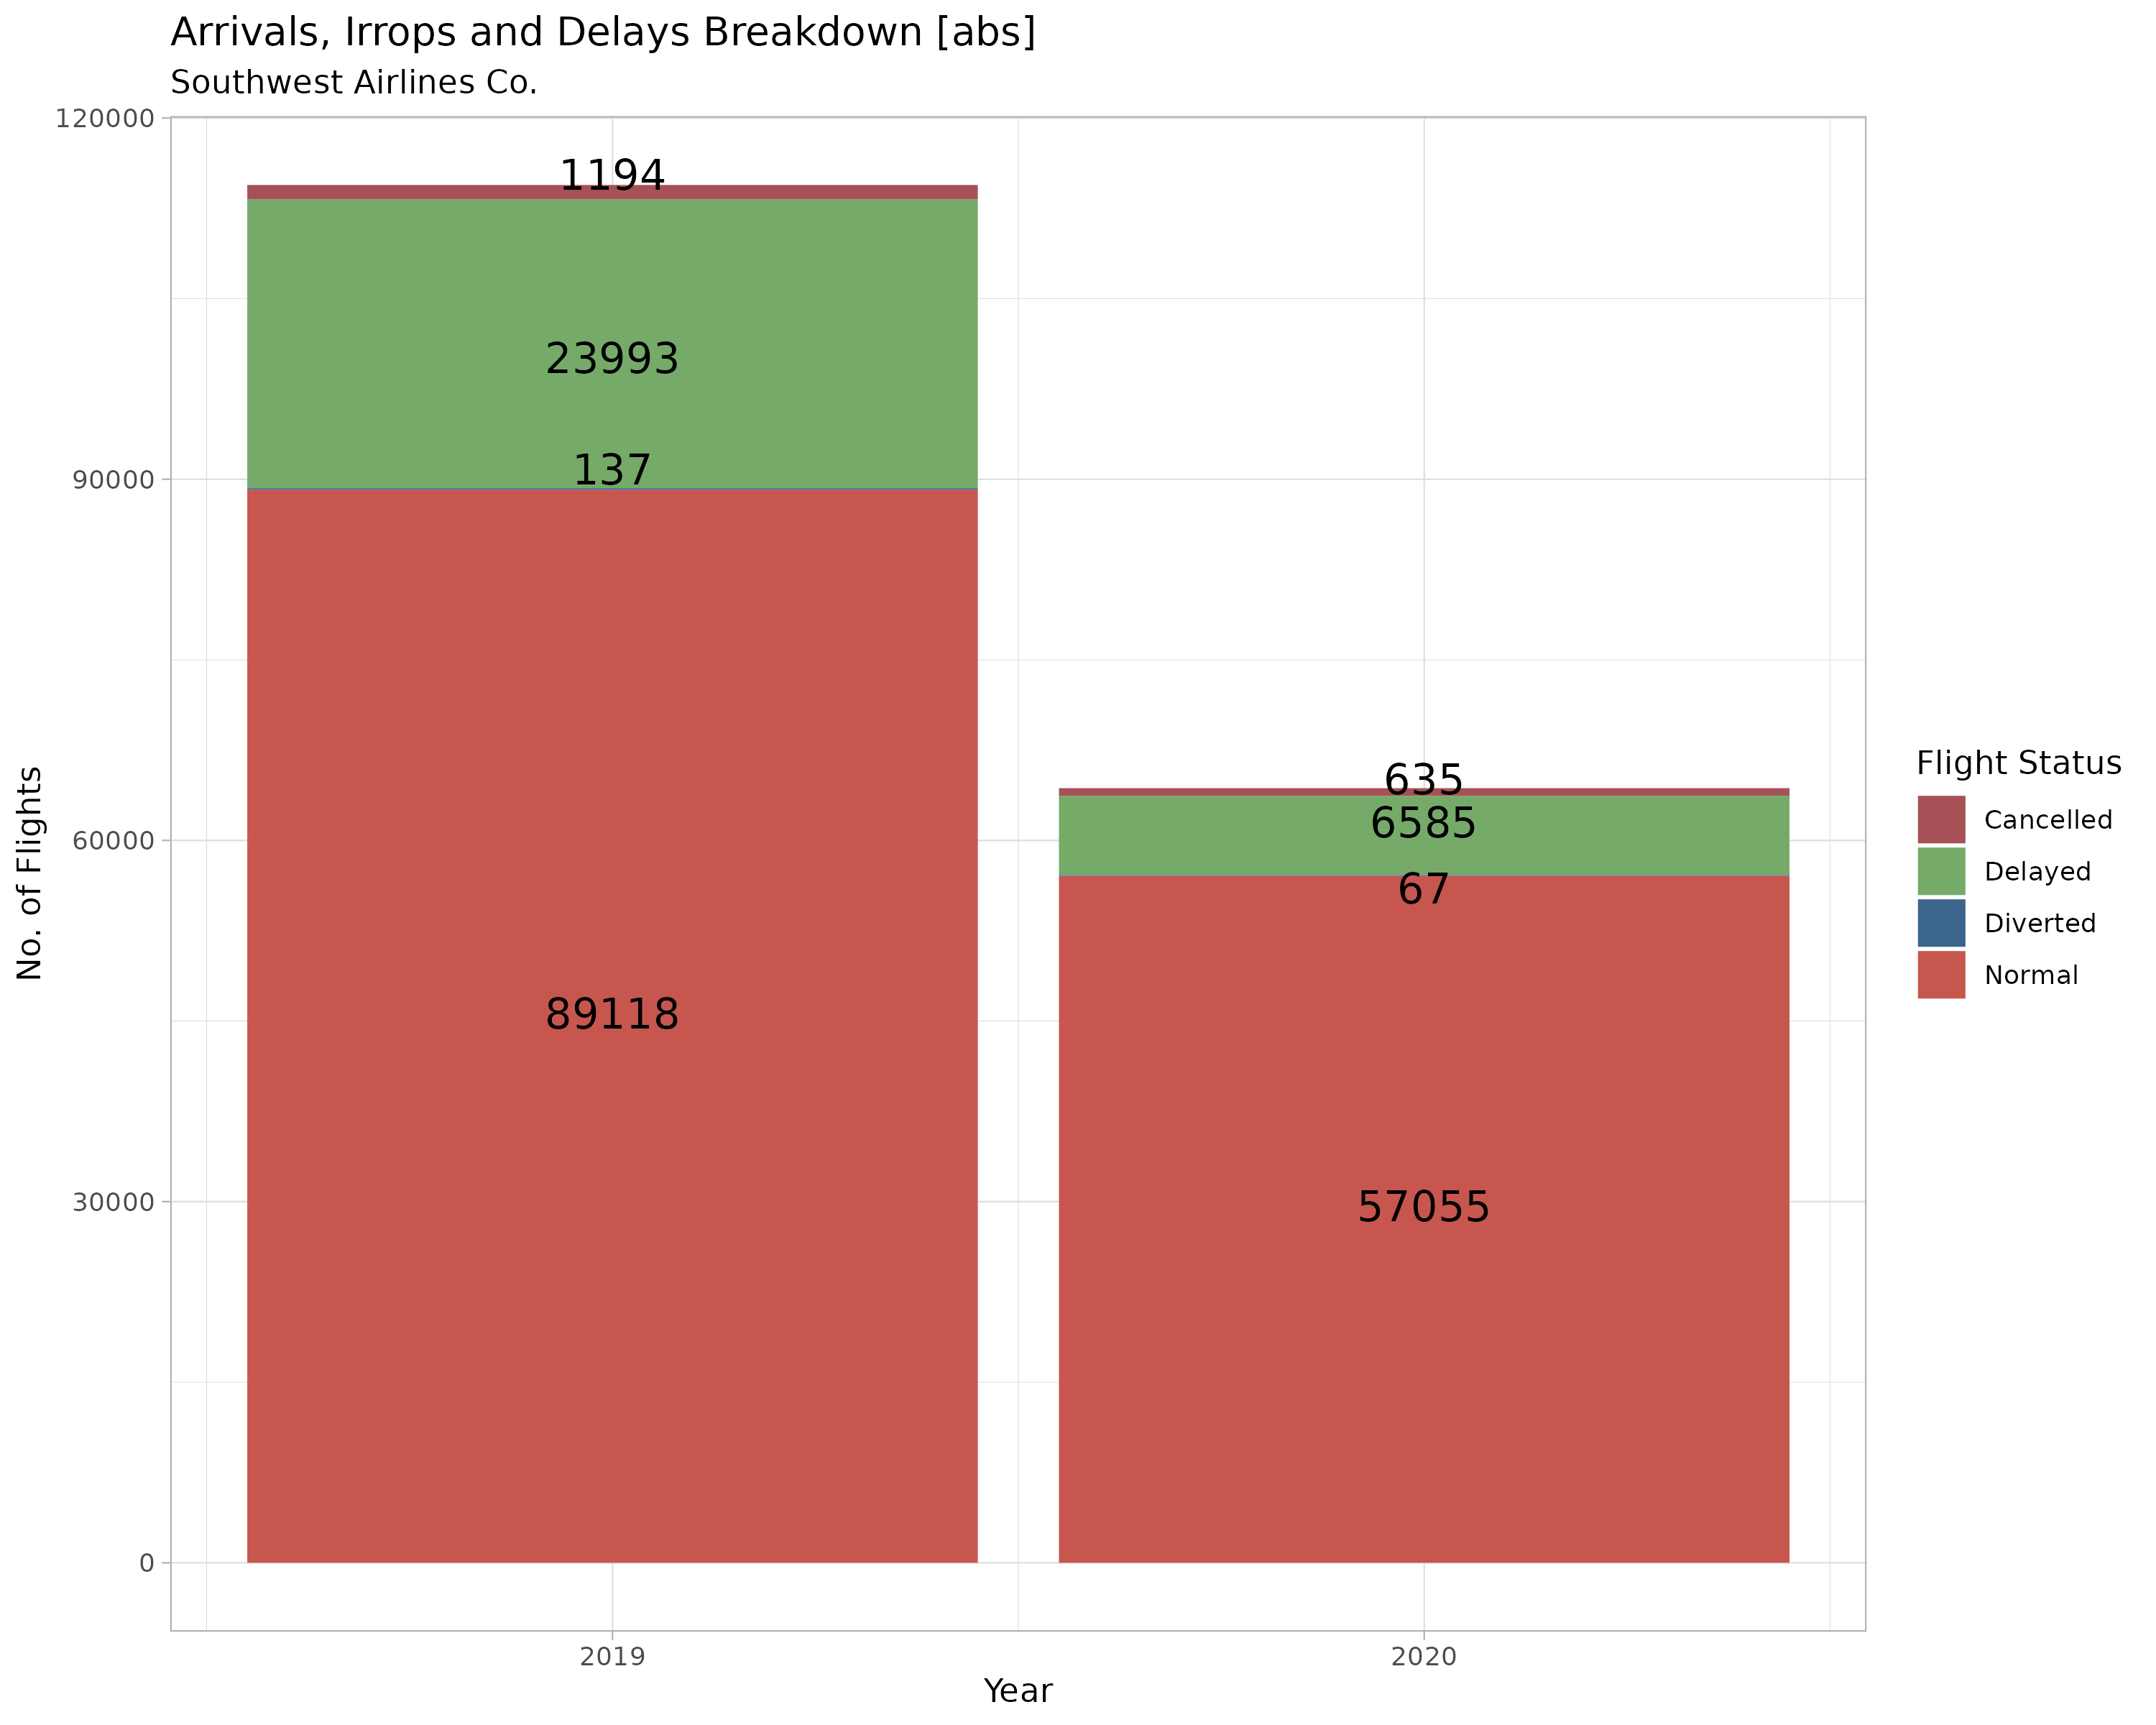 Arrivals, Irrops and Delays Breakdown [abs]
Southwest Airlines Co.
120000
90000
60000
30000
0
No. of Flights
1194
23993
137
89118
635
6585
67
57055
2019
2020
Year
Flight Status
Cancelled
Delayed
Diverted
Normal